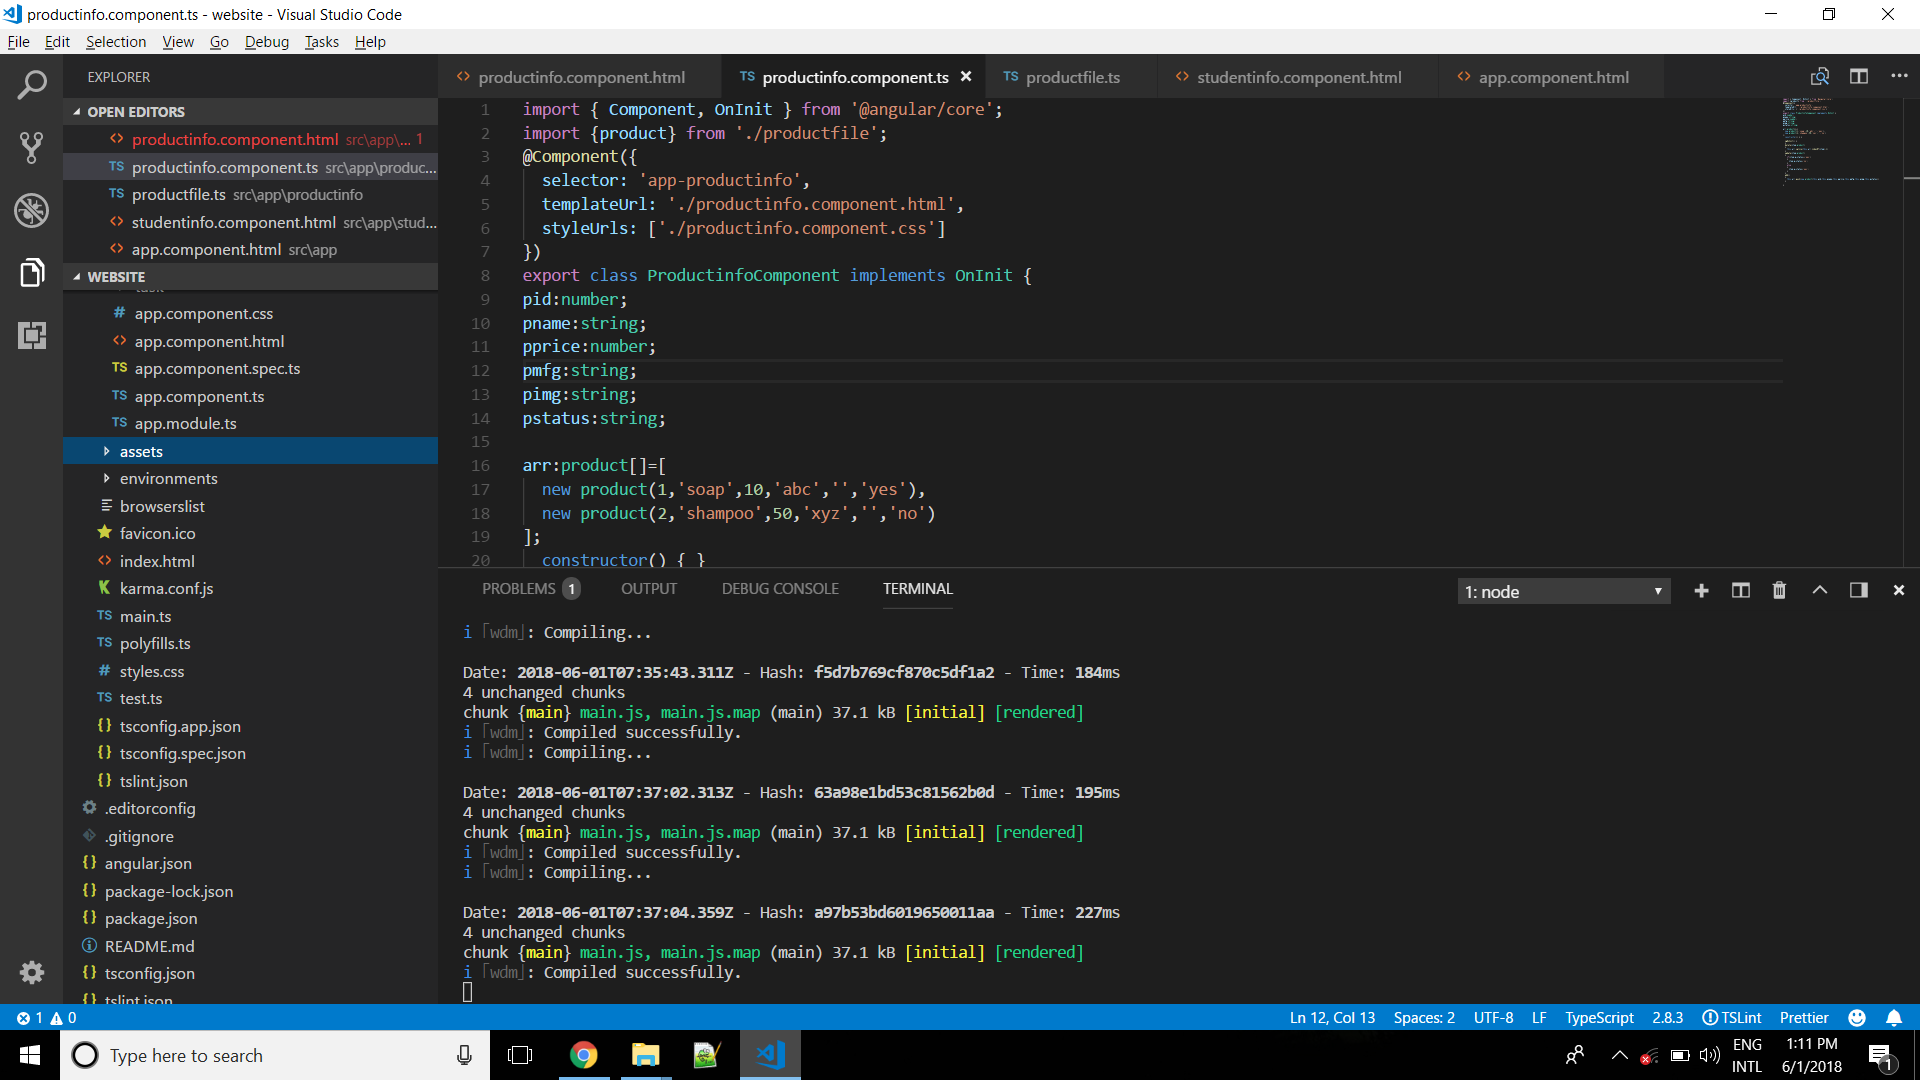 productinfo.component.ts - website - Visual Studio Code
File Edit Selection View Go Debug Tasks Help
EXPLORER
OPEN EDITORS
productinfo.component.html src\app\... 1
productinfo.component.ts src\app\produc...
productfile.ts src\app\productinfo
studentinfo.component.html src\app\stud...
app.component.html src\app
WEBSITE
task
# app.component.css
<> app.component.html
TS app.component.spec.ts
TS app.component.ts
TS app.module.ts
assets
environments
browserslist
favicon.ico
<> index.html
K karma.conf.js
TS main.ts
TS polyfills.ts
# styles.css
TS test.ts
{} tsconfig.app.json
{} tsconfig.spec.json
{} tslint.json
.editorconfig
.gitignore
{} angular.json
{} package-lock.json
{} package.json
README.md
{} tsconfig.json
{} tslint.json
<> productinfo.component.html TS productinfo.component.ts × TS productfile.ts <> studentinfo.component.html <> app.component.html
1 import { Component, OnInit } from '@angular/core';
2 import {product} from './productfile';
3 @Component({
4 selector: 'app-productinfo',
5 templateUrl: './productinfo.component.html',
6 styleUrls: ['./productinfo.component.css']
7 })
8 export class ProductinfoComponent implements OnInit {
9 pid:number;
10 pname:string;
11 pprice:number;
12 pmfg:string;
13 pimg:string;
14 pstatus:string;
15
16 arr:product[]=[
17 new product(1,'soap',10,'abc','','yes'),
18 new product(2,'shampoo',50,'xyz','','no')
19 ];
20 constructor() { }
PROBLEMS 1 OUTPUT DEBUG CONSOLE TERMINAL 1: node
i ｢wdm｣: Compiling...
Date: 2018-06-01T07:35:43.311Z - Hash: f5d7b769cf870c5df1a2 - Time: 184ms
4 unchanged chunks
chunk {main} main.js, main.js.map (main) 37.1 kB [initial] [rendered]
i ｢wdm｣: Compiled successfully.
i ｢wdm｣: Compiling...
Date: 2018-06-01T07:37:02.313Z - Hash: 63a98e1bd53c81562b0d - Time: 195ms
4 unchanged chunks
chunk {main} main.js, main.js.map (main) 37.1 kB [initial] [rendered]
i ｢wdm｣: Compiled successfully.
i ｢wdm｣: Compiling...
Date: 2018-06-01T07:37:04.359Z - Hash: a97b53bd6019650011aa - Time: 227ms
4 unchanged chunks
chunk {main} main.js, main.js.map (main) 37.1 kB [initial] [rendered]
i ｢wdm｣: Compiled successfully.
1 0 Ln 12, Col 13 Spaces: 2 UTF-8 LF TypeScript 2.8.3 TSLint Prettier
Type here to search
ENG
INTL
1:11 PM
6/1/2018
1